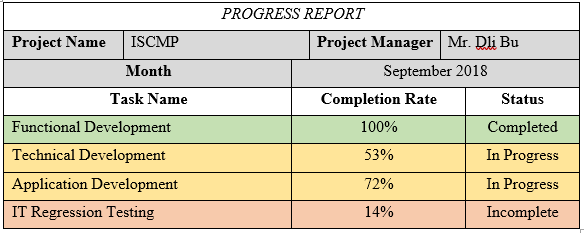 PROGRESS REPORT
Project Name ISCMP Project Manager Mr. Dli Bu
Month September 2018
Task Name Completion Rate Status
Functional Development 100% Completed
Technical Development 53% In Progress
Application Development 72% In Progress
IT Regression Testing 14% Incomplete